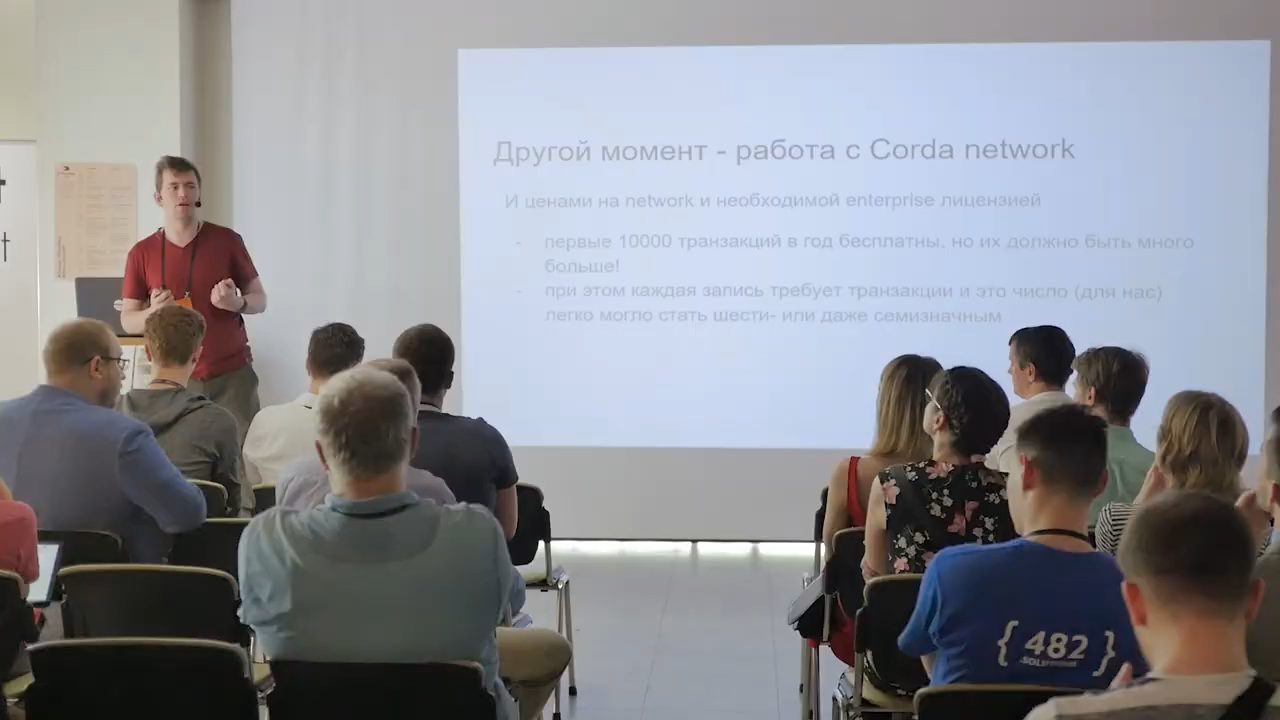 Другой момент - работа с Corda network
И ценами на network и необходимой enterprise лицензией
- первые 10000 транзакций в год бесплатны, но их должно быть много
больше!
- при этом каждая запись требует транзакции и это число (для нас)
легко могло стать шести- или даже семизначным
{ 482 }